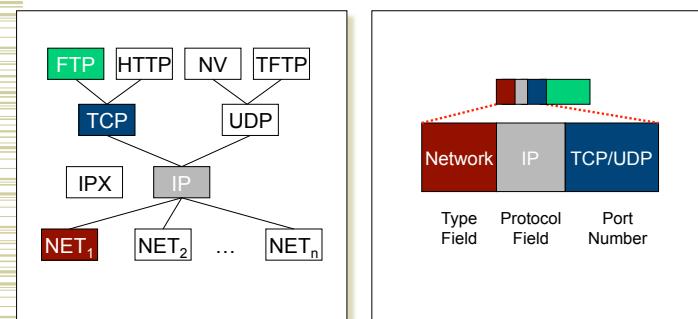 FTP HTTP NV TFTP
TCP UDP
IPX IP
NET1 NET2 … NETn
Network IP TCP/UDP
Type Protocol Port
Field Field Number